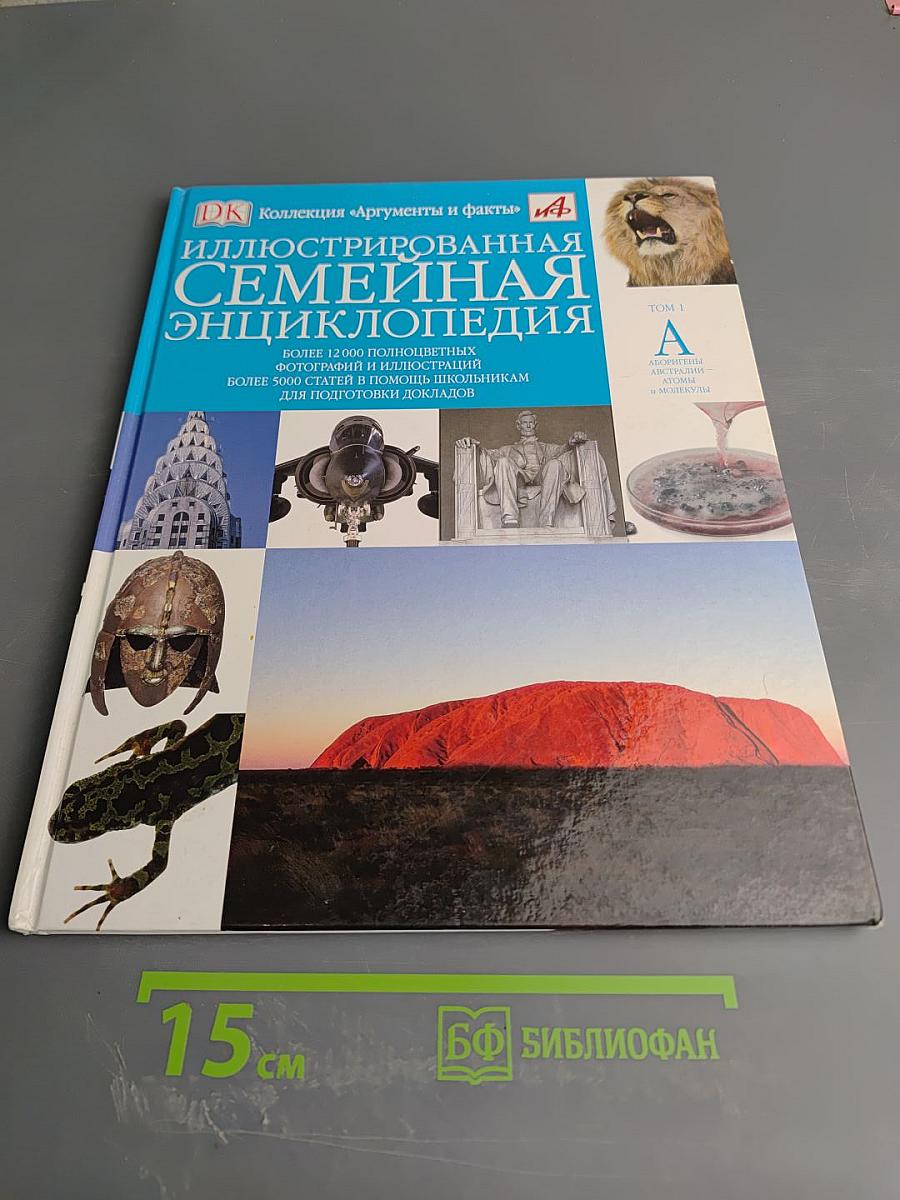 DK Коллекция «Аргументы и факты» АиФ
ИЛЛЮСТРИРОВАННАЯ
СЕМЕЙНАЯ
ЭНЦИКЛОПЕДИЯ
БОЛЕЕ 12 000 ПОЛНОЦВЕТНЫХ
ФОТОГРАФИЙ И ИЛЛЮСТРАЦИЙ
БОЛЕЕ 5000 СТАТЕЙ В ПОМОЩЬ ШКОЛЬНИКАМ
ДЛЯ ПОДГОТОВКИ ДОКЛАДОВ
ТОМ 1
А
АБОРИГЕНЫ
АВСТРАЛИИ —
АТОМЫ
и МОЛЕКУЛЫ
15 см
БФ БИБЛИОФАН